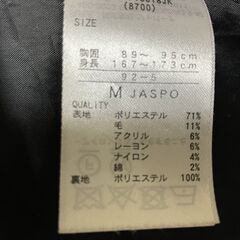 (8700)
SIZE
胸囲 89～96cm
身長 167～173cm
92-5
M JASPO
QUALITY
表地 ポリエステル 71%
毛 11%
アクリル 6%
レーヨン 6%
ナイロン 4%
綿 2%
裏地 ポリエステル 100%